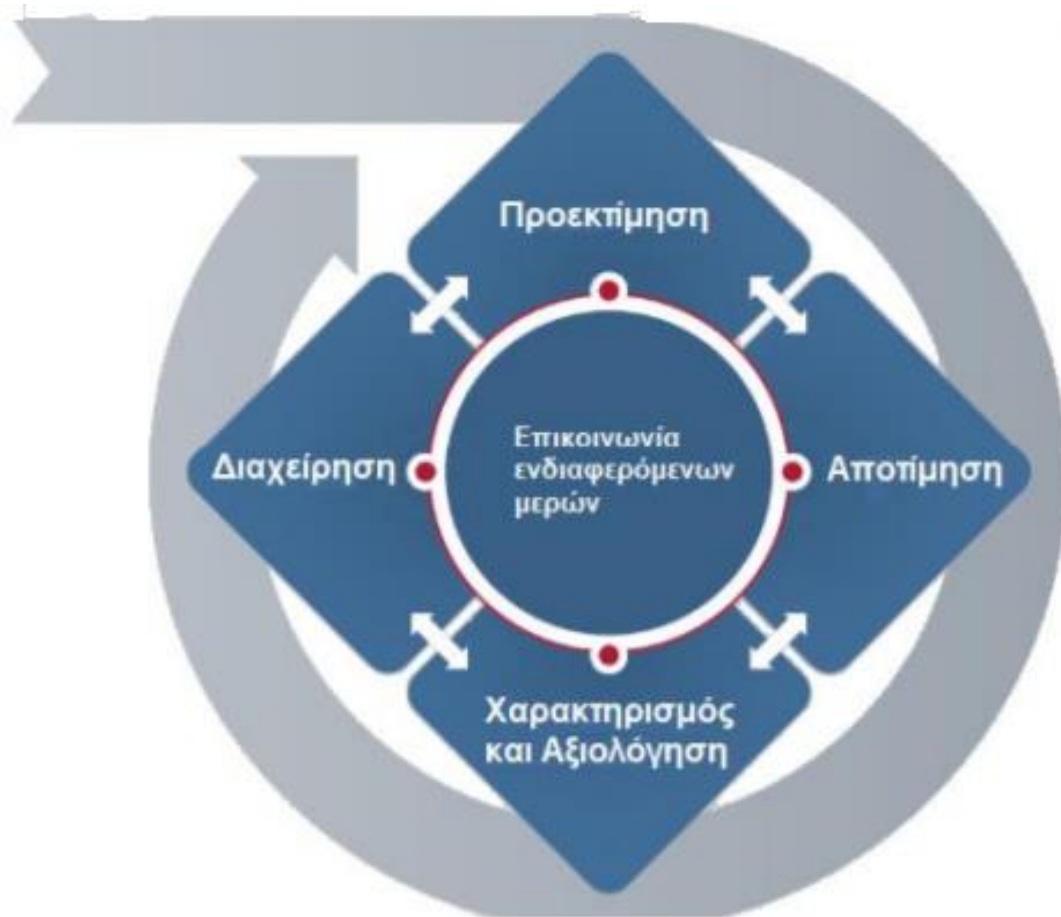 Προεκτίμηση
Επικοινωνία
ενδιαφερόμενων
μερών
Διαχείρηση
Αποτίμηση
Χαρακτηρισμός
και Αξιολόγηση